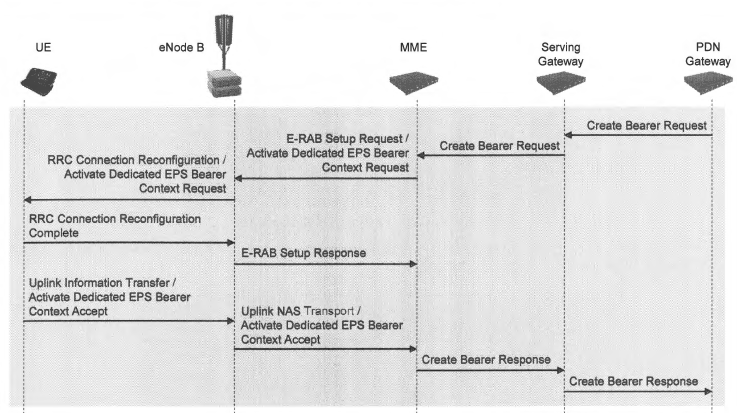 UE
eNode B
MME
Serving
Gateway
PDN
Gateway
Create Bearer Request
Create Bearer Request
E-RAB Setup Request /
Activate Dedicated EPS Bearer
Context Request
RRC Connection Reconfiguration /
Activate Dedicated EPS Bearer
Context Request
RRC Connection Reconfiguration
Complete
E-RAB Setup Response
Uplink Information Transfer /
Activate Dedicated EPS Bearer
Context Accept
Uplink NAS Transport /
Activate Dedicated EPS Bearer
Context Accept
Create Bearer Response
Create Bearer Response